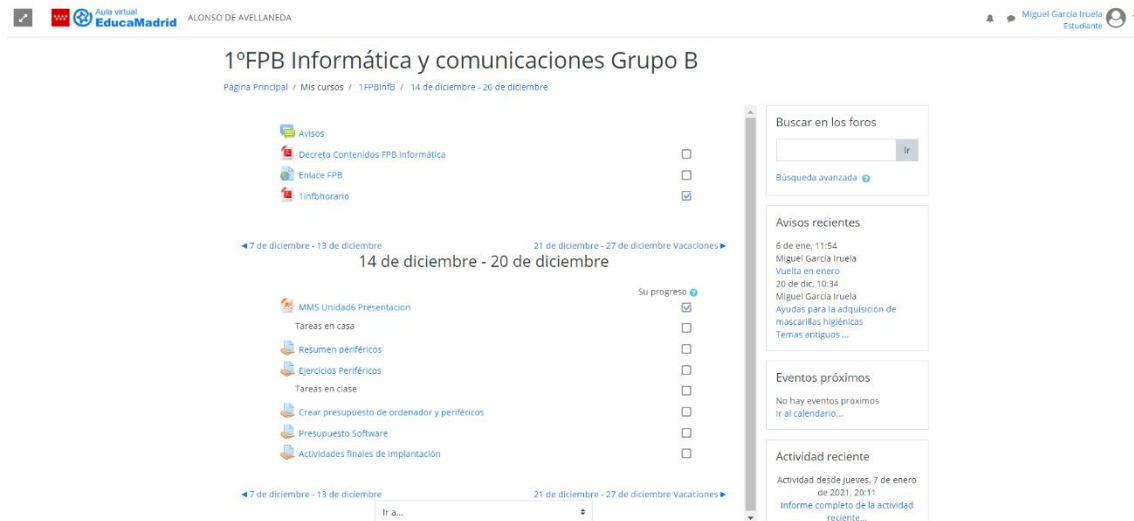 Aula virtual
EducaMadrid
ALONSO DE AVELLANEDA
Miguel García Iruela
Estudiante
1ºFPB Informática y comunicaciones Grupo B
Página Principal / Mis cursos / 1FPBInfB / 14 de diciembre - 20 de diciembre
Avisos
Decreto Contenidos FPB Informática
Enlace FPB
1infbhorario
◄ 7 de diciembre - 13 de diciembre
21 de diciembre - 27 de diciembre Vacaciones ►
14 de diciembre - 20 de diciembre
Su progreso
MMS Unidad6 Presentacion
Tareas en casa
Resumen periféricos
Ejercicios Periféricos
Tareas en clase
Crear presupuesto de ordenador y periféricos
Presupuesto Software
Actividades finales de implantación
◄ 7 de diciembre - 13 de diciembre
21 de diciembre - 27 de diciembre Vacaciones ►
Ir a...
Buscar en los foros
Ir
Búsqueda avanzada
Avisos recientes
6 de ene, 11:54
Miguel García Iruela
Vuelta en enero
20 de dic, 10:34
Miguel García Iruela
Ayudas para la adquisición de
mascarillas higiénicas
Temas antiguos ...
Eventos próximos
No hay eventos próximos
Ir al calendario...
Actividad reciente
Actividad desde jueves, 7 de enero
de 2021, 20:11
Informe completo de la actividad
reciente...